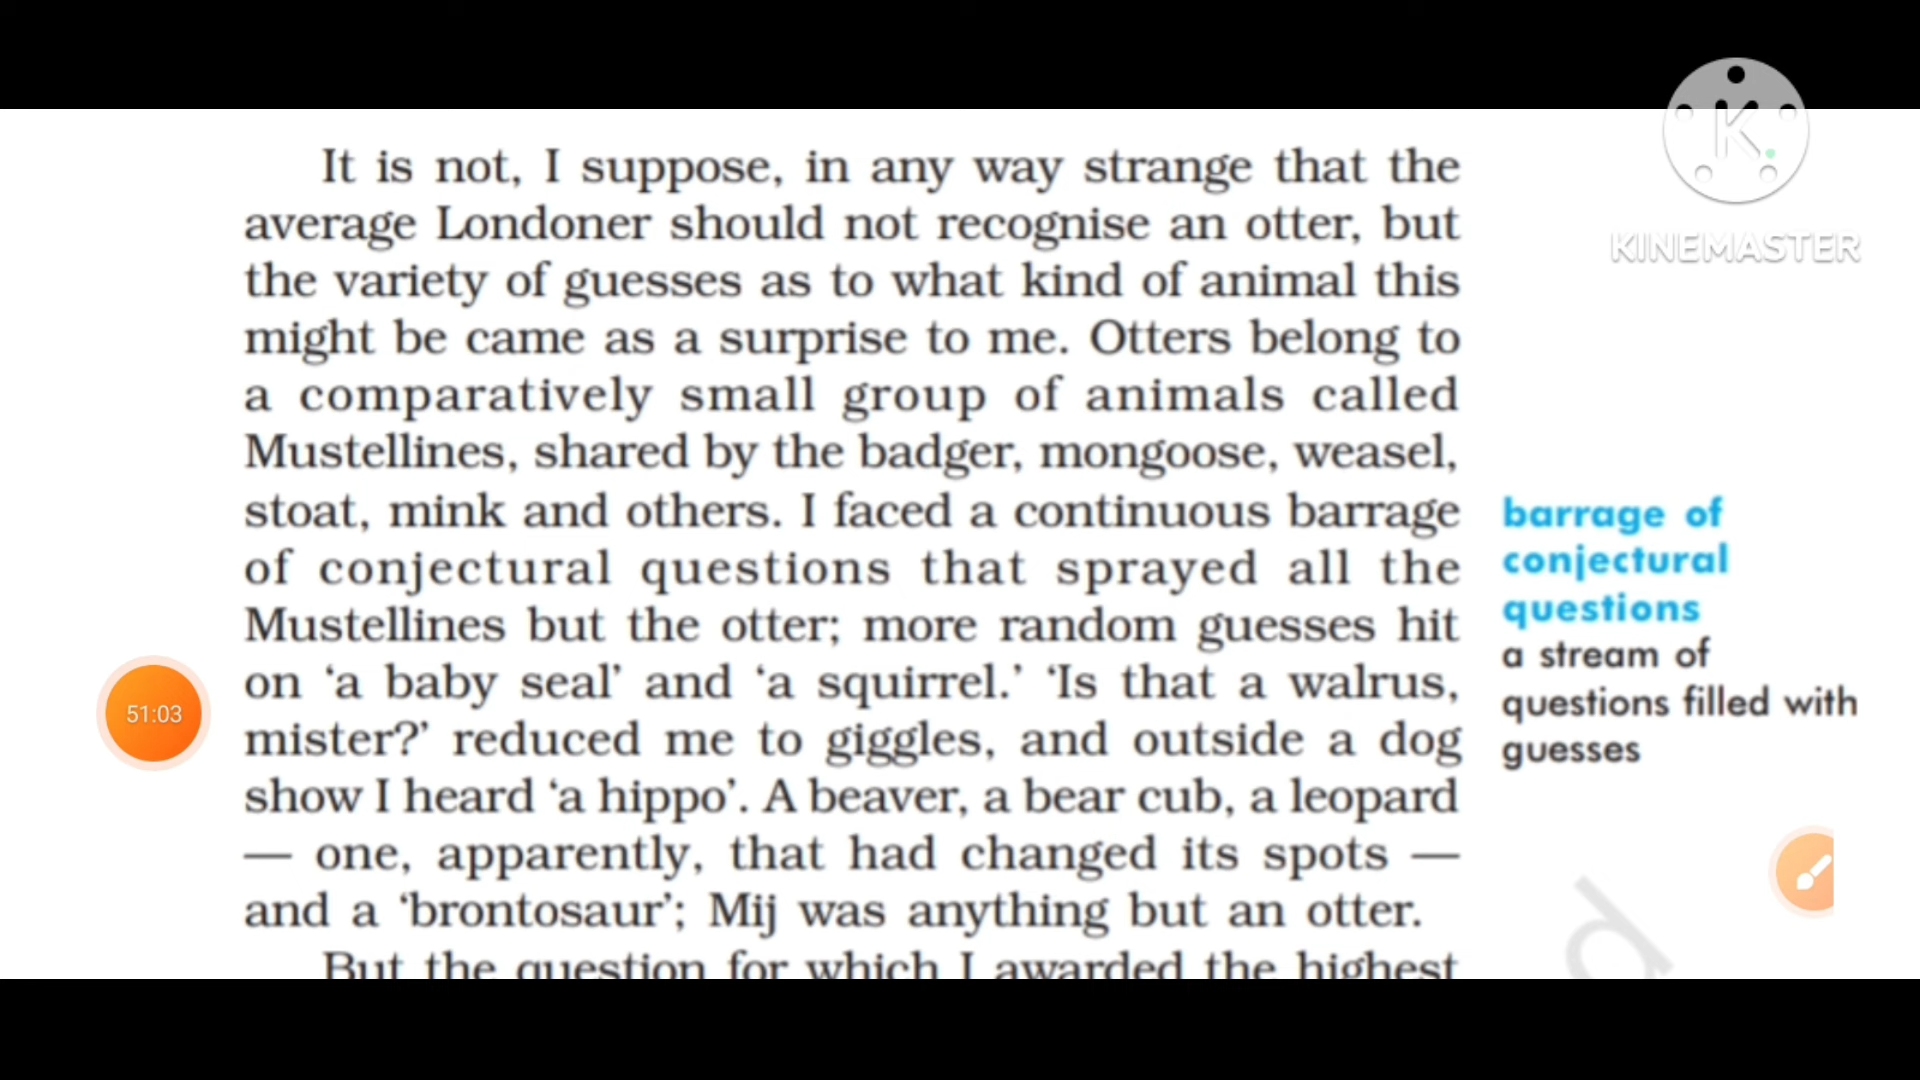 It is not, I suppose, in any way strange that the
average Londoner should not recognise an otter, but
the variety of guesses as to what kind of animal this
might be came as a surprise to me. Otters belong to
a comparatively small group of animals called
Mustellines, shared by the badger, mongoose, weasel,
stoat, mink and others. I faced a continuous barrage
of conjectural questions that sprayed all the
Mustellines but the otter; more random guesses hit
on ‘a baby seal’ and ‘a squirrel.’ ‘Is that a walrus,
mister?’ reduced me to giggles, and outside a dog
show I heard ‘a hippo’. A beaver, a bear cub, a leopard
— one, apparently, that had changed its spots —
and a ‘brontosaur’; Mij was anything but an otter.
But the question for which I awarded the highest
barrage of
conjectural
questions
a stream of
questions filled with
guesses
K
KINEMASTER
51:03
d